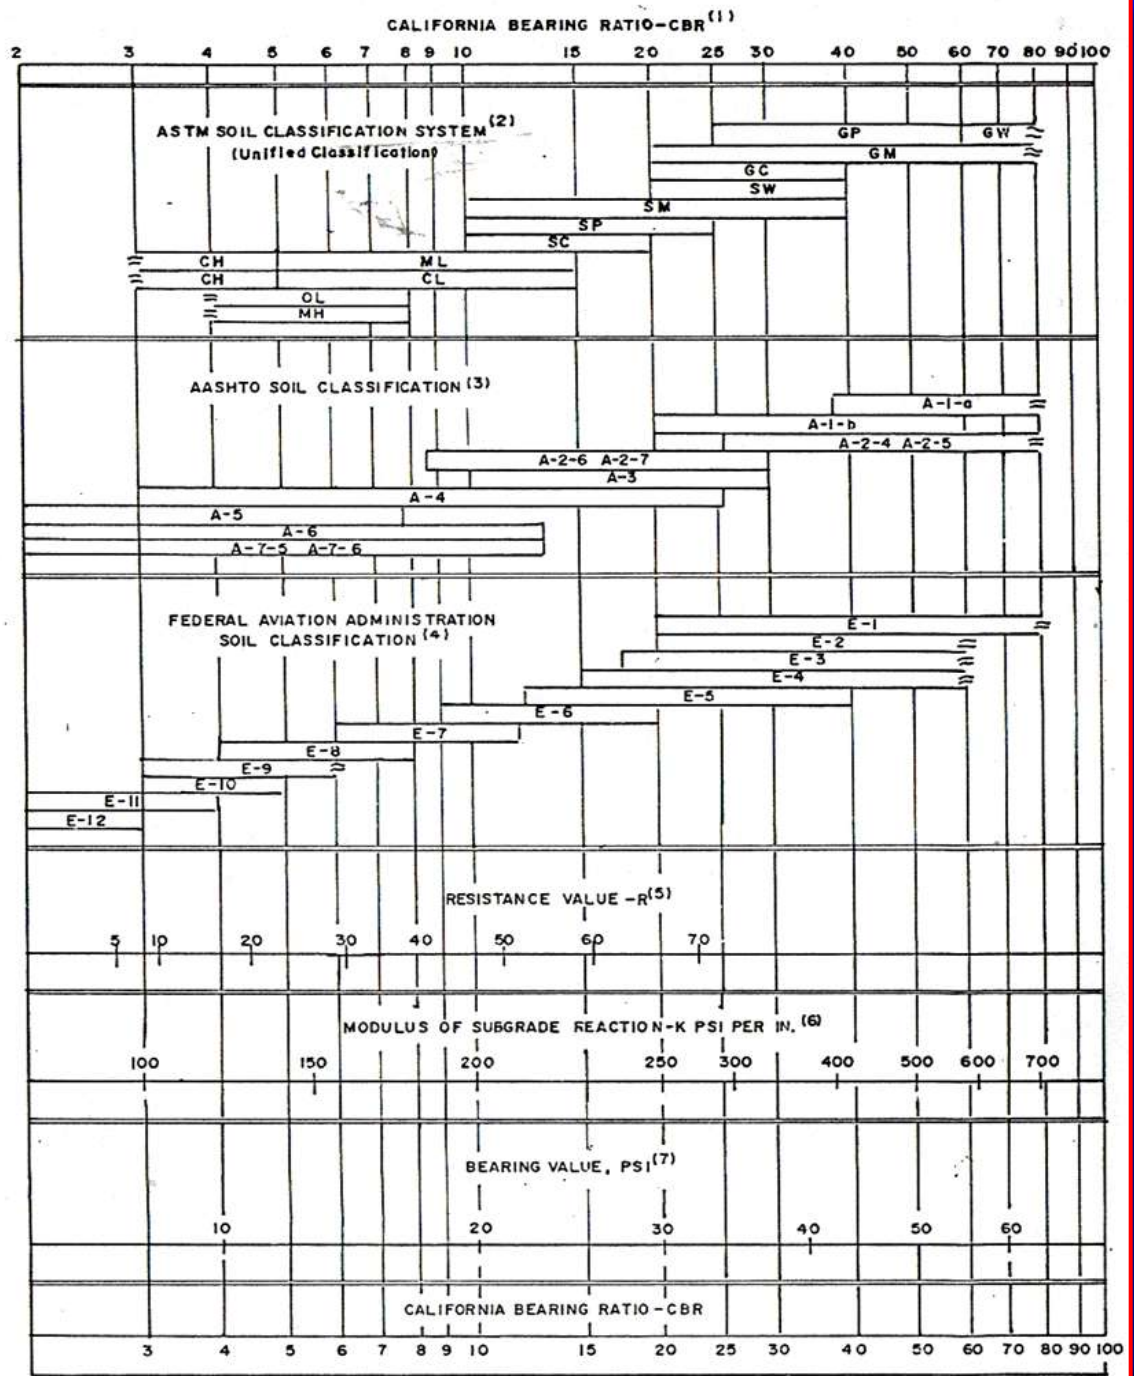 CALIFORNIA BEARING RATIO-CBR(1)
2 3 4 5 6 7 8 9 10 15 20 25 30 40 50 60 70 80 90 100
ASTM SOIL CLASSIFICATION SYSTEM(2)
(Unified Classification)
GP GW
GM
GC
SW
SM
SP
SC
CH ML
CH CL
OL
MH
AASHTO SOIL CLASSIFICATION(3)
A-1-a
A-1-b
A-2-4 A-2-5
A-2-6 A-2-7
A-3
A-4
A-5
A-6
A-7-5 A-7-6
FEDERAL AVIATION ADMINISTRATION
SOIL CLASSIFICATION(4)
E-1
E-2
E-3
E-4
E-5
E-6
E-7
E-8
E-9
E-10
E-11
E-12
RESISTANCE VALUE-R(5)
5 10 20 30 40 50 60 70
MODULUS OF SUBGRADE REACTION-K PSI PER IN.(6)
100 150 200 250 300 400 500 600 700
BEARING VALUE, PSI(7)
10 20 30 40 50 60
CALIFORNIA BEARING RATIO-CBR
3 4 5 6 7 8 9 10 15 20 25 30 40 50 60 70 80 90 100